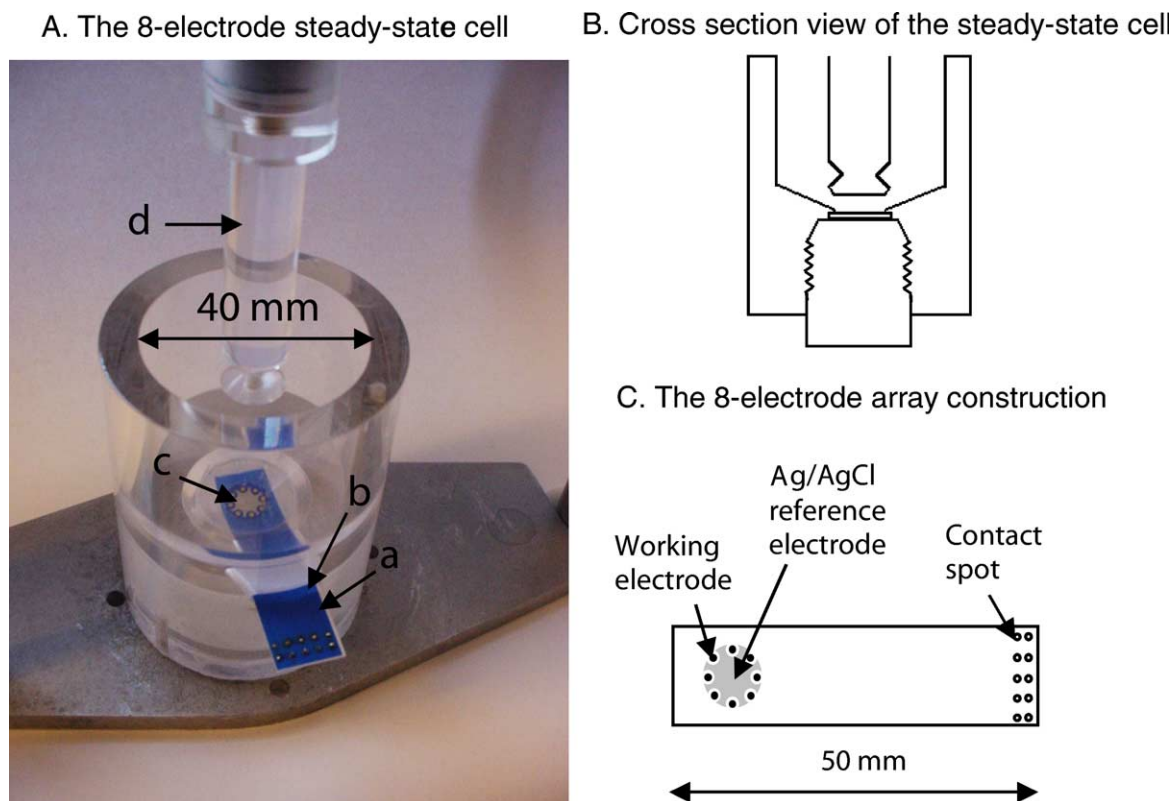 A. The 8-electrode steady-state cell
d
40 mm
c
b
a
B. Cross section view of the steady-state cell
C. The 8-electrode array construction
Ag/AgCl
reference
electrode
Working
electrode
Contact
spot
50 mm